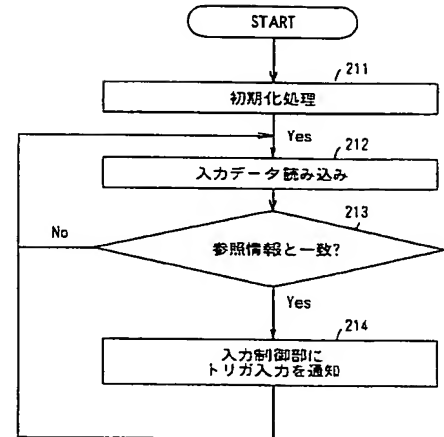 START
211
初期化処理
Yes
212
入力データ読み込み
213
No
参照情報と一致?
Yes
214
入力制御部に
トリガ入力を通知